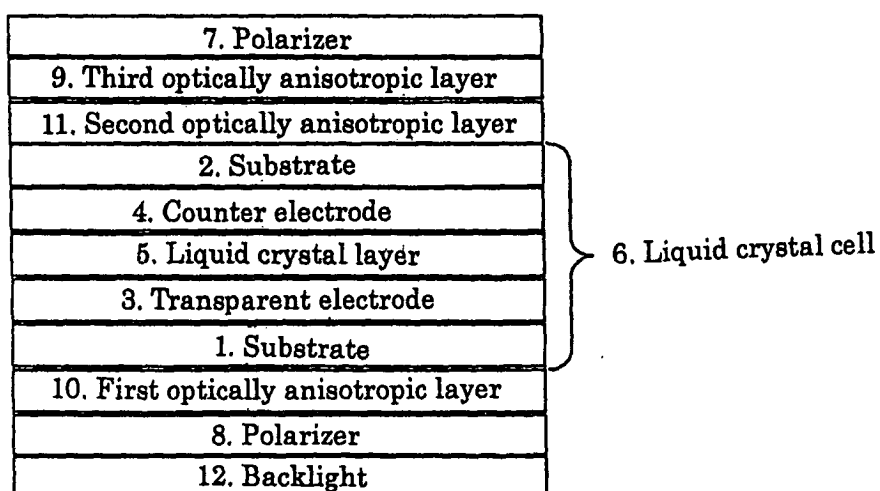 7. Polarizer
9. Third optically anisotropic layer
11. Second optically anisotropic layer
2. Substrate
4. Counter electrode
5. Liquid crystal layer
6. Liquid crystal cell
3. Transparent electrode
1. Substrate
10. First optically anisotropic layer
8. Polarizer
12. Backlight